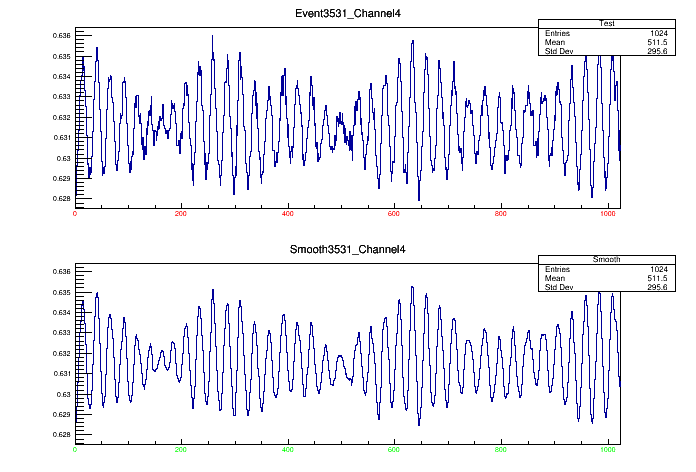 Event3531_Channel4
Test
Entries 1024
Mean 511.5
Std Dev 295.6
0.636
0.635
0.634
0.633
0.632
0.631
0.63
0.629
0.628
0 200 400 600 800 1000
Smooth3531_Channel4
Smooth
Entries 1024
Mean 511.5
Std Dev 295.6
0.636
0.635
0.634
0.633
0.632
0.631
0.63
0.629
0.628
0 200 400 600 800 1000